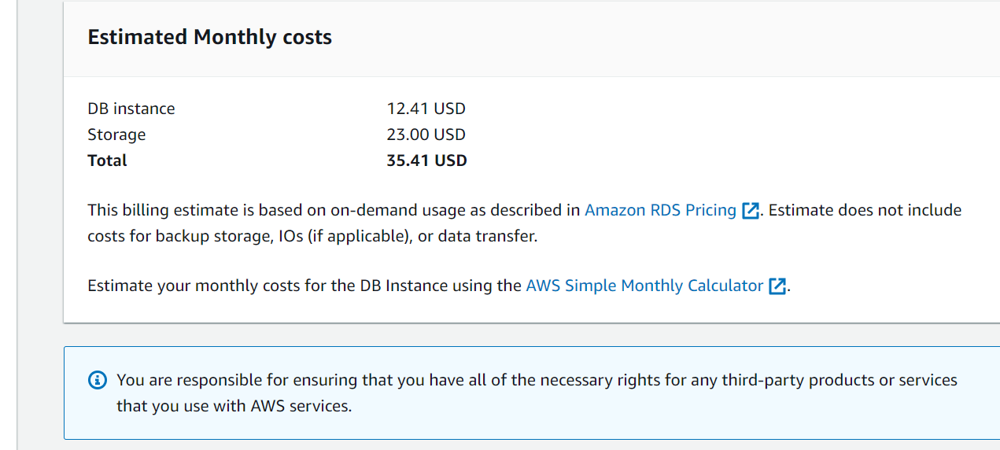 Estimated Monthly costs
DB instance 12.41 USD
Storage 23.00 USD
Total 35.41 USD
This billing estimate is based on on-demand usage as described in Amazon RDS Pricing. Estimate does not include
costs for backup storage, IOs (if applicable), or data transfer.
Estimate your monthly costs for the DB Instance using the AWS Simple Monthly Calculator.
You are responsible for ensuring that you have all of the necessary rights for any third-party products or services
that you use with AWS services.